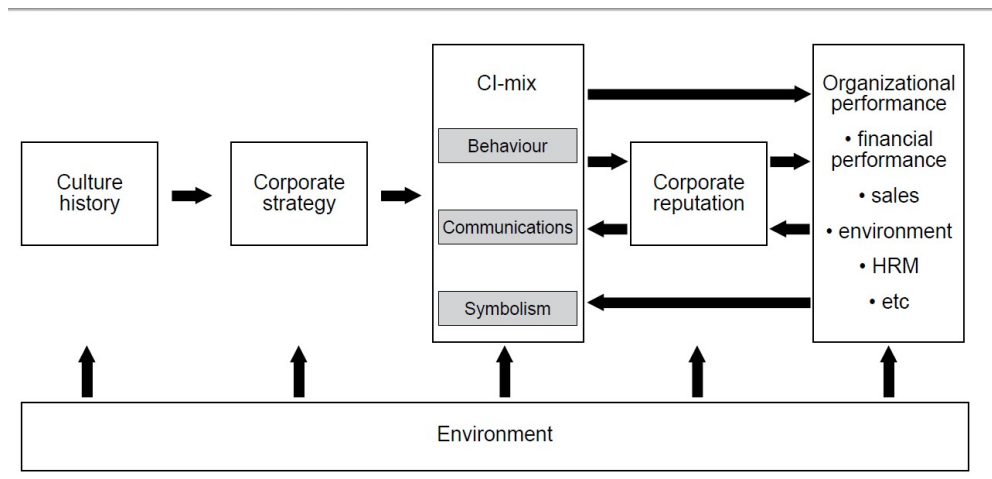 Culture
history
Corporate
strategy
CI-mix
Behaviour
Communications
Symbolism
Corporate
reputation
Organizational
performance
• financial
performance
• sales
• environment
• HRM
• etc
Environment